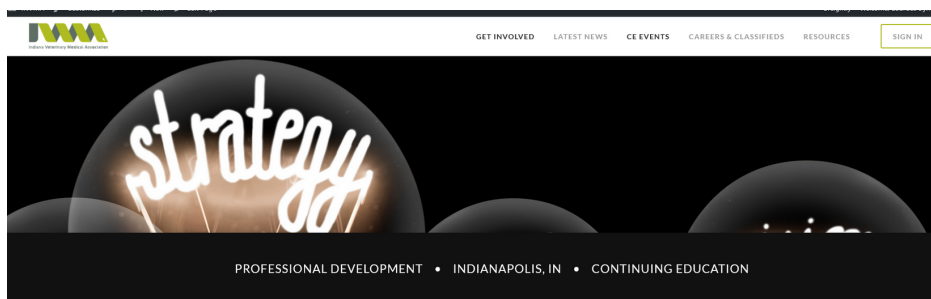 IVMA
Indiana Veterinary Medical Association
GET INVOLVED LATEST NEWS CE EVENTS CAREERS & CLASSIFIEDS RESOURCES SIGN IN
strategy
PROFESSIONAL DEVELOPMENT • INDIANAPOLIS, IN • CONTINUING EDUCATION